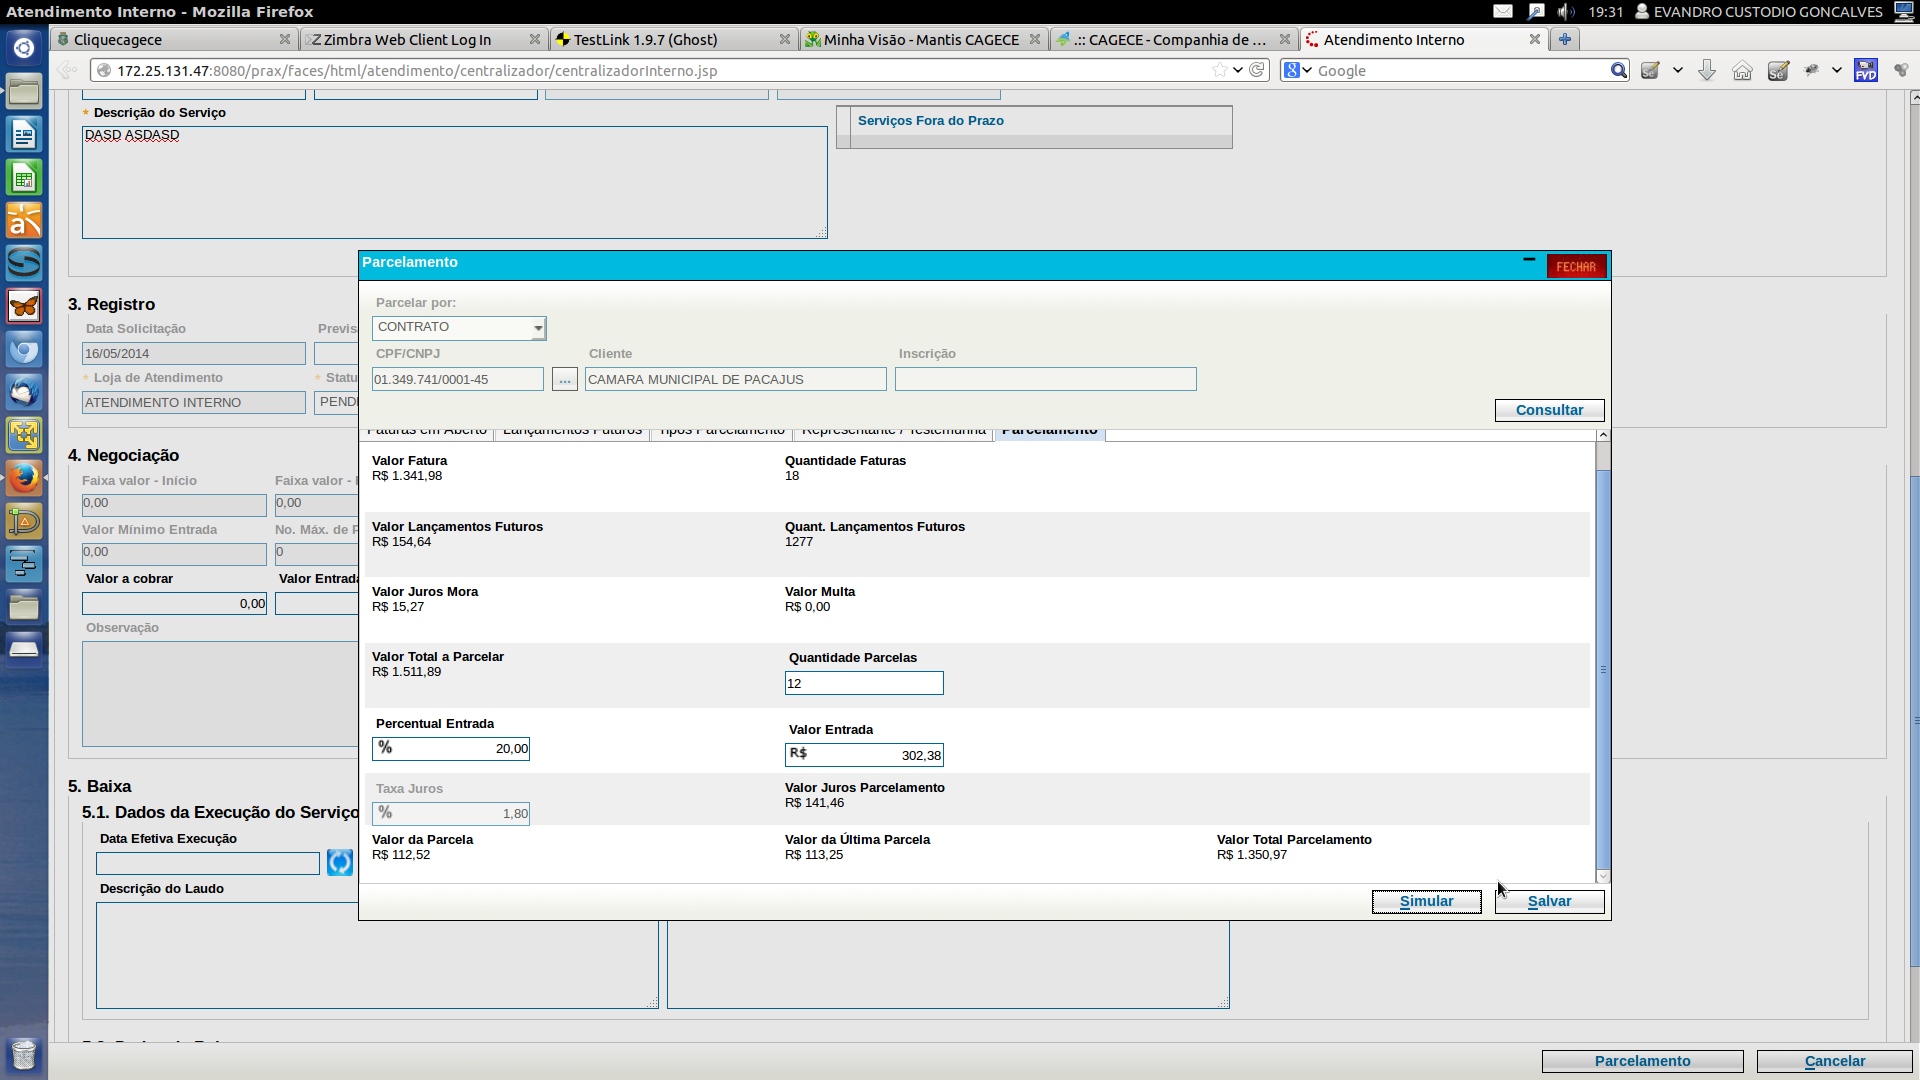 Atendimento Interno - Mozilla Firefox
19:31 EVANDRO CUSTODIO GONCALVES
Cliquecagece
Zimbra Web Client Log In
TestLink 1.9.7 (Ghost)
Minha Visão - Mantis CAGECE
.:: CAGECE - Companhia de ...
Atendimento Interno
172.25.131.47:8080/prax/faces/html/atendimento/centralizador/centralizadorInterno.jsp
Google
FVD
* Descrição do Serviço
DASD ASDASD
Serviços Fora do Prazo
3. Registro
Data Solicitação
Previs
16/05/2014
* Loja de Atendimento
* Statu
ATENDIMENTO INTERNO
PEND
4. Negociação
Faixa valor - Início
Faixa valor -
0,00
0,00
Valor Mínimo Entrada
No. Máx. de P
0,00
0
Valor a cobrar
Valor Entrada
0,00
Observação
5. Baixa
5.1. Dados da Execução do Serviço
Data Efetiva Execução
Descrição do Laudo
Parcelamento
FECHAR
Parcelar por:
CONTRATO
CPF/CNPJ
Cliente
Inscrição
01.349.741/0001-45
...
CAMARA MUNICIPAL DE PACAJUS
Consultar
Faturas em Aberto
Lançamentos Futuros
Tipos Parcelamento
Representante / Testemunha
Parcelamento
Valor Fatura
R$ 1.341,98
Quantidade Faturas
18
Valor Lançamentos Futuros
R$ 154,64
Quant. Lançamentos Futuros
1277
Valor Juros Mora
R$ 15,27
Valor Multa
R$ 0,00
Valor Total a Parcelar
R$ 1.511,89
Quantidade Parcelas
12
Percentual Entrada
% 20,00
Valor Entrada
R$ 302,38
Taxa Juros
% 1,80
Valor Juros Parcelamento
R$ 141,46
Valor da Parcela
R$ 112,52
Valor da Última Parcela
R$ 113,25
Valor Total Parcelamento
R$ 1.350,97
Simular
Salvar
Parcelamento
Cancelar